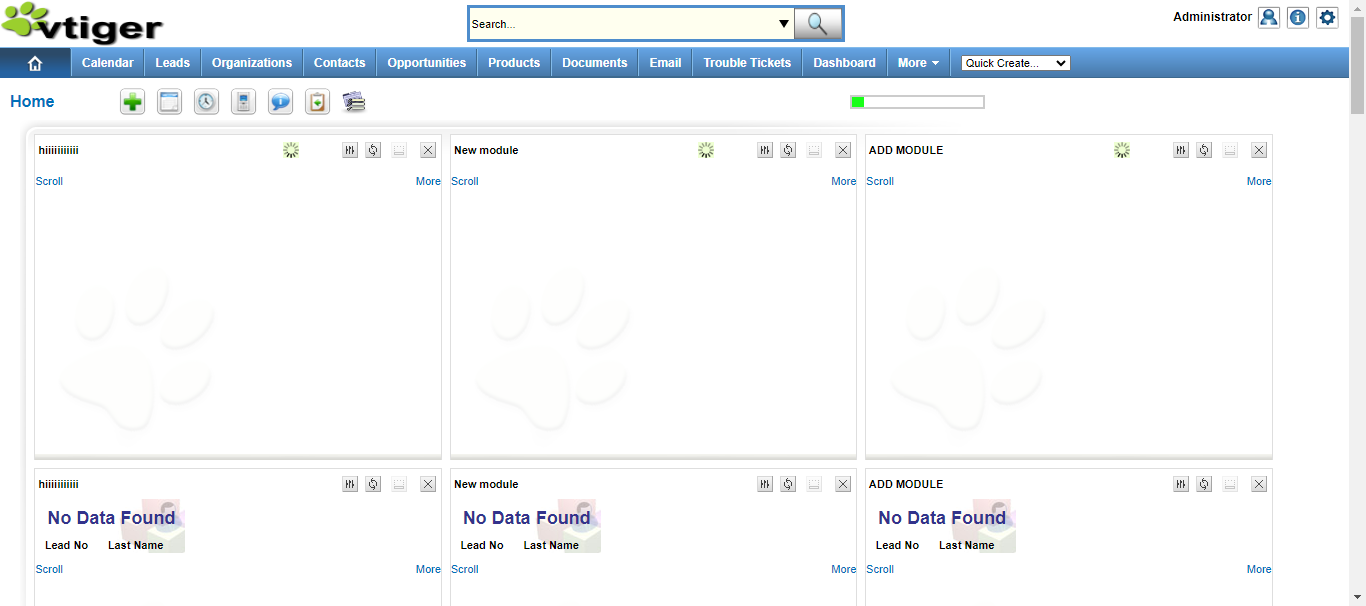 vtiger
Search...
Administrator
Calendar Leads Organizations Contacts Opportunities Products Documents Email Trouble Tickets Dashboard More Quick Create...
Home
hiiiiiiiiiii New module ADD MODULE
Scroll More Scroll More Scroll More
hiiiiiiiiiii New module ADD MODULE
No Data Found No Data Found No Data Found
Lead No Last Name Lead No Last Name Lead No Last Name
Scroll More Scroll More Scroll More